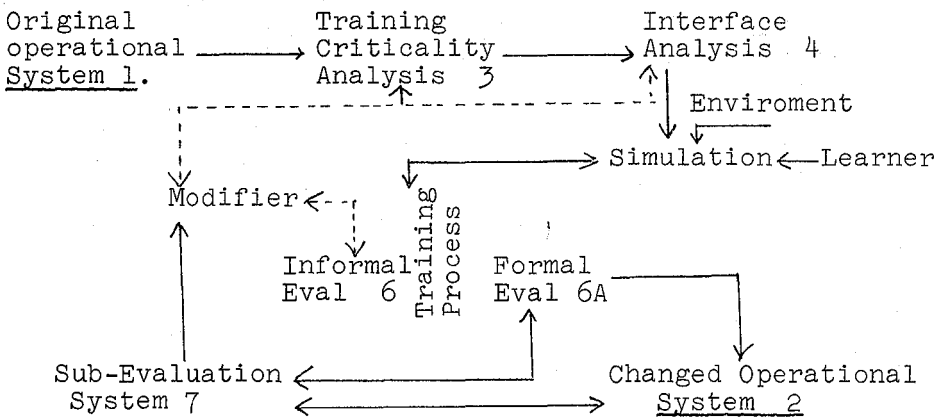 Original
operational
System 1.
Training
Criticality
Analysis 3
Interface
Analysis 4
Enviroment
Simulation
Learner
Modifier
Training
Process
Informal
Eval 6
Formal
Eval 6A
Sub-Evaluation
System 7
Changed Operational
System 2